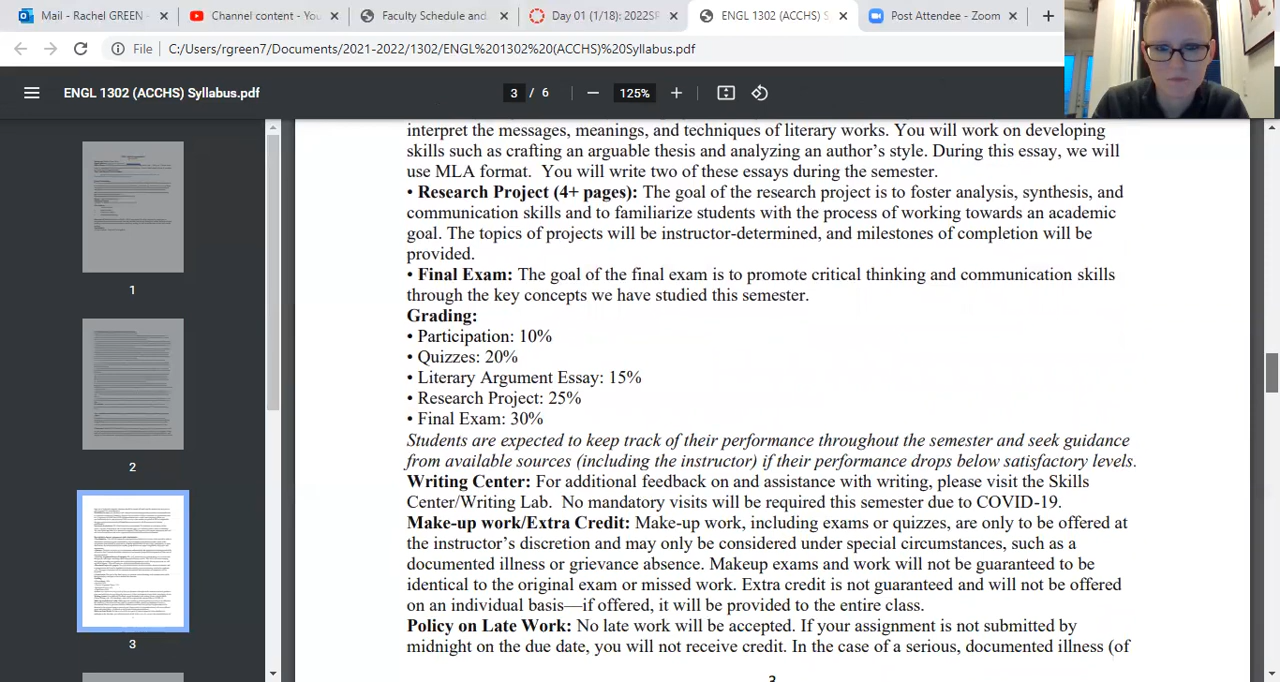 Mail - Rachel GREEN -
Channel content - You
Faculty Schedule and
Day 01 (1/18): 2022SP
ENGL 1302 (ACCHS) S
Post Attendee - Zoom
File C:/Users/rgreen7/Documents/2021-2022/1302/ENGL%201302%20(ACCHS)%20Syllabus.pdf
ENGL 1302 (ACCHS) Syllabus.pdf
3 / 6
125%
interpret the messages, meanings, and techniques of literary works. You will work on developing
skills such as crafting an arguable thesis and analyzing an author's style. During this essay, we will
use MLA format. You will write two of these essays during the semester.
• Research Project (4+ pages): The goal of the research project is to foster analysis, synthesis, and
communication skills and to familiarize students with the process of working towards an academic
goal. The topics of projects will be instructor-determined, and milestones of completion will be
provided.
• Final Exam: The goal of the final exam is to promote critical thinking and communication skills
through the key concepts we have studied this semester.
Grading:
• Participation: 10%
• Quizzes: 20%
• Literary Argument Essay: 15%
• Research Project: 25%
• Final Exam: 30%
Students are expected to keep track of their performance throughout the semester and seek guidance
from available sources (including the instructor) if their performance drops below satisfactory levels.
Writing Center: For additional feedback on and assistance with writing, please visit the Skills
Center/Writing Lab. No mandatory visits will be required this semester due to COVID-19.
Make-up work/Extra Credit: Make-up work, including exams or quizzes, are only to be offered at
the instructor's discretion and may only be considered under special circumstances, such as a
documented illness or grievance absence. Makeup exams and work will not be guaranteed to be
identical to the original exam or missed work. Extra credit is not guaranteed and will not be offered
on an individual basis—if offered, it will be provided to the entire class.
Policy on Late Work: No late work will be accepted. If your assignment is not submitted by
midnight on the due date, you will not receive credit. In the case of a serious, documented illness (of
3
1
2
3